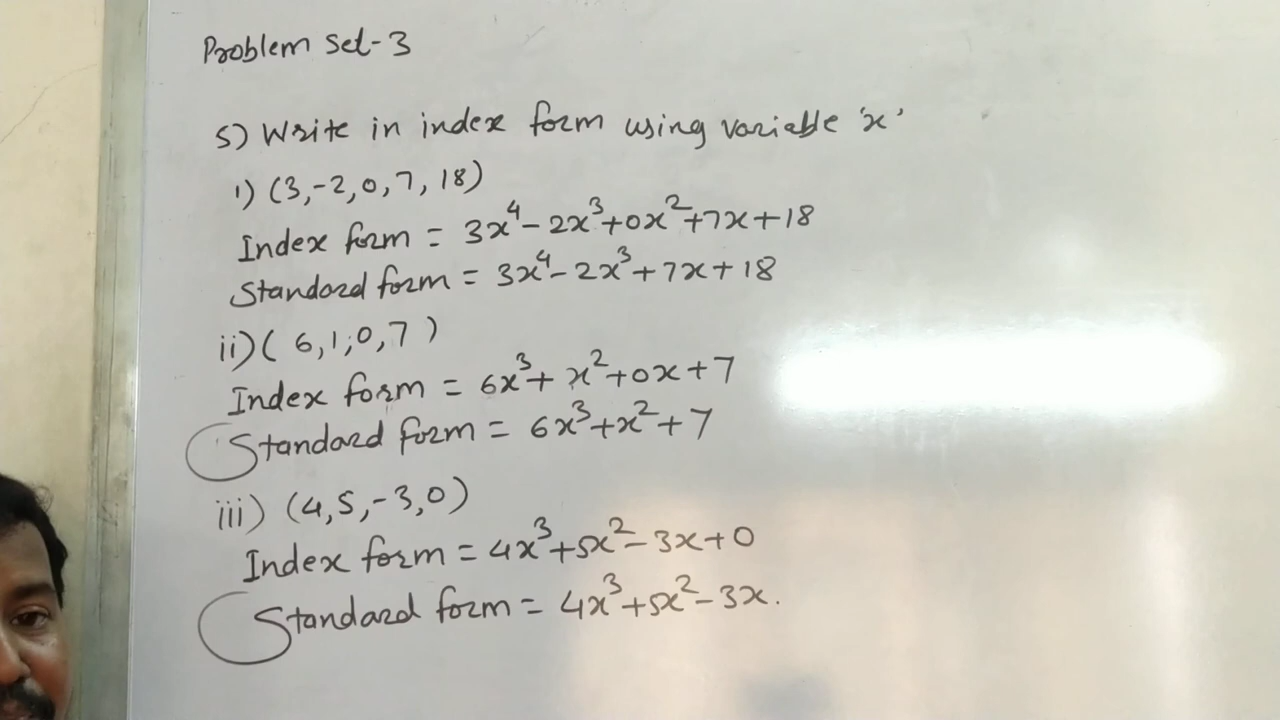 Problem Set-3
5) Write in index form using variable 'x'
i) (3,-2,0,7,18)
Index form = 3x⁴-2x³+0x²+7x+18
Standard form = 3x⁴-2x³+7x+18
ii) (6,1,0,7)
Index form = 6x³+x²+0x+7
Standard form = 6x³+x²+7
iii) (4,5,-3,0)
Index form = 4x³+5x²-3x+0
Standard form = 4x³+5x²-3x.